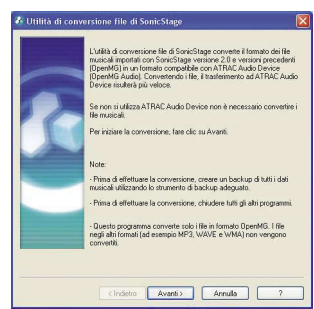 Utilità di conversione file di SonicStage
L'utilità di conversione file di SonicStage converte il formato dei file
musicali importati con SonicStage versione 2.0 e versioni precedenti
(OpenMG) in un formato compatibile con ATRAC Audio Device
(OpenMG Audio). Convertendo i file, il trasferimento ad ATRAC Audio
Device risulterà più veloce.
Se non si utilizza ATRAC Audio Device non è necessario convertire i
file musicali.
Per iniziare la conversione, fare clic su Avanti.
Note:
- Prima di effettuare la conversione, creare un backup di tutti i dati
musicali utilizzando lo strumento di backup adeguato.
- Prima di effettuare la conversione, chiudere tutti gli altri programmi.
- Questo programma converte solo i file in formato OpenMG. I file
negli altri formati (ad esempio MP3, WAVE e WMA) non vengono
convertiti.
< Indietro Avanti > Annulla ?